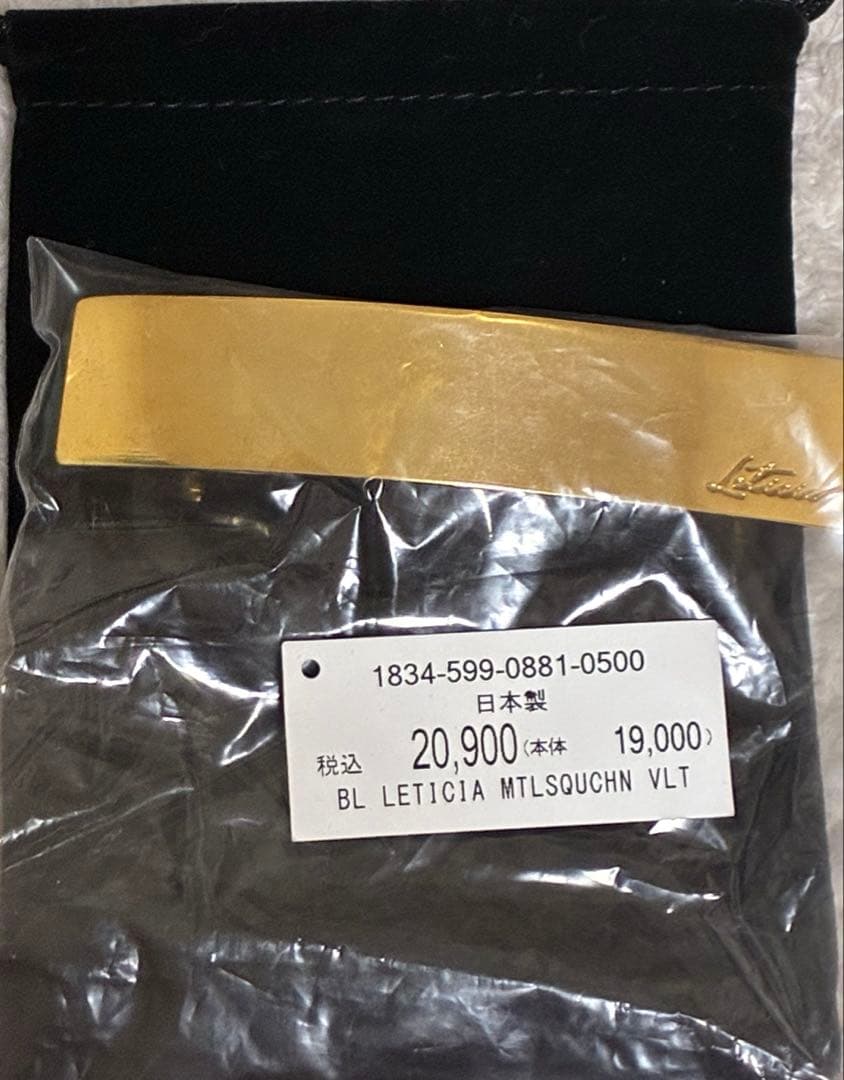 1834-599-0881-0500
日本製
税込 20,900(本体 19,000)
BL LETICIA MTLSQUCHN VLT